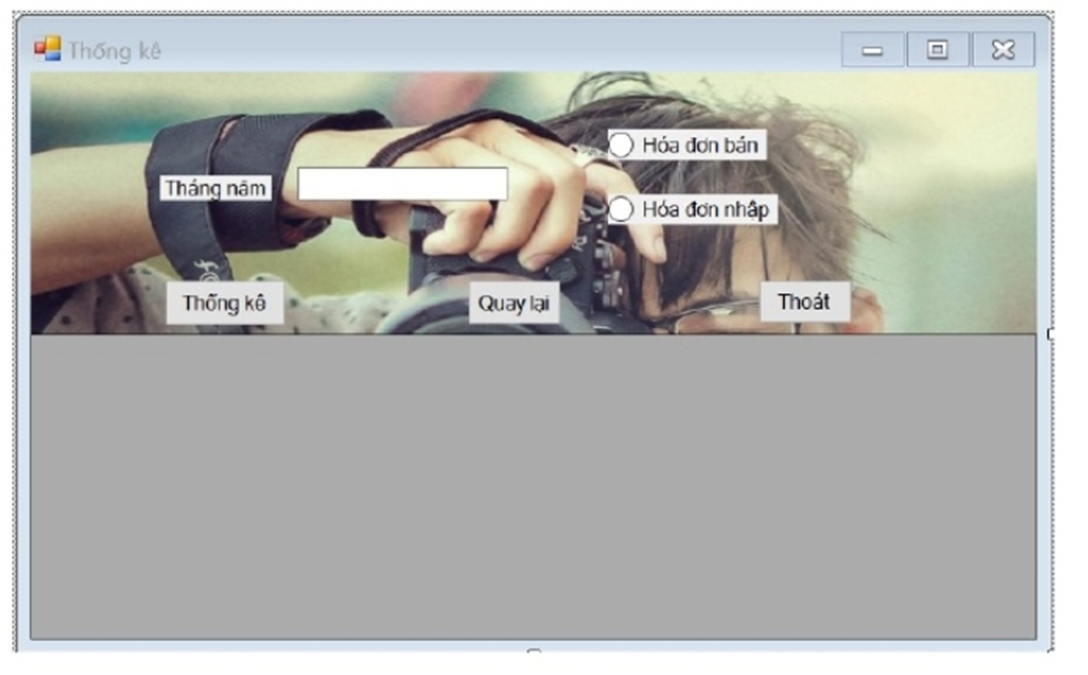 Thống kê
Hóa đơn bán
Tháng năm
Hóa đơn nhập
Thống kê
Quay lại
Thoát